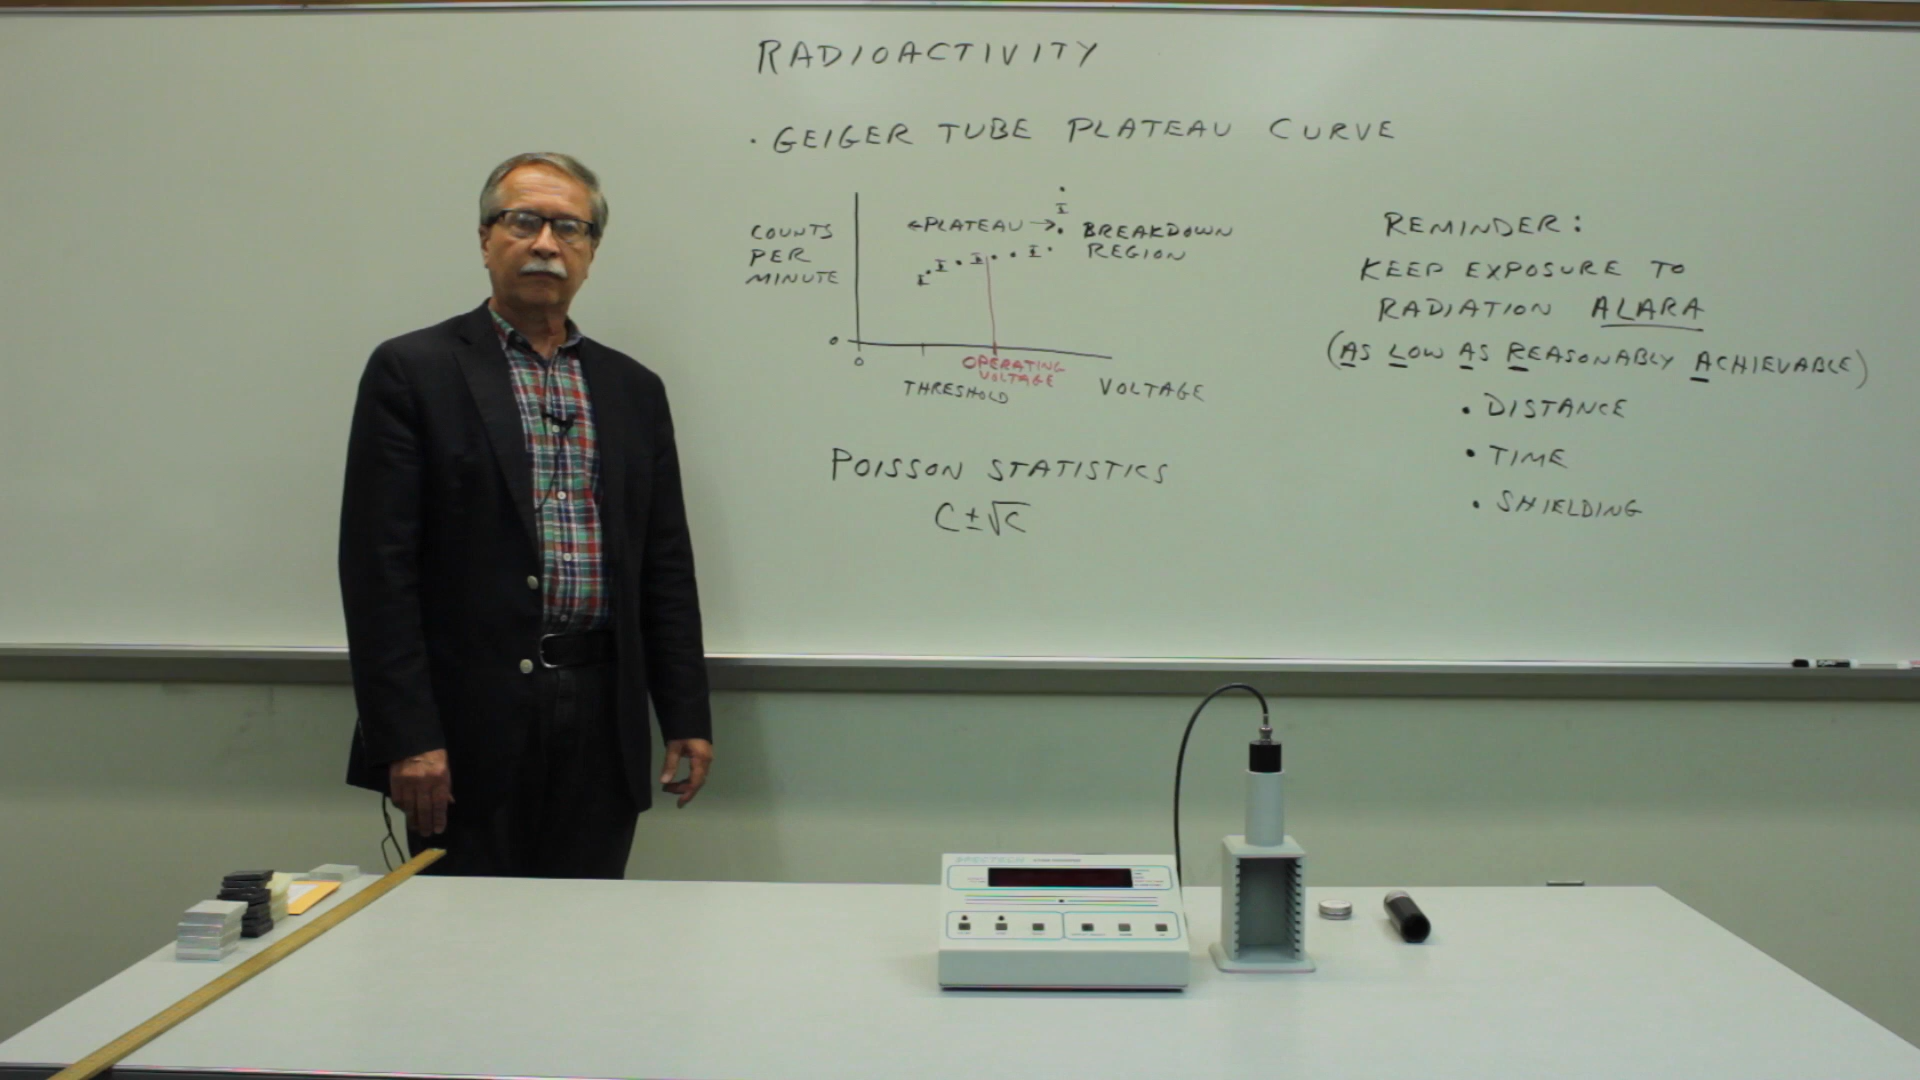 RADIOACTIVITY
• GEIGER TUBE PLATEAU CURVE
COUNTS
PER
MINUTE
←PLATEAU→
BREAKDOWN
REGION
0
0
OPERATING
VOLTAGE
THRESHOLD
VOLTAGE
POISSON STATISTICS
C±√C
REMINDER:
KEEP EXPOSURE TO
RADIATION ALARA
(AS LOW AS REASONABLY ACHIEVABLE)
• DISTANCE
• TIME
• SHIELDING
SPECTECH